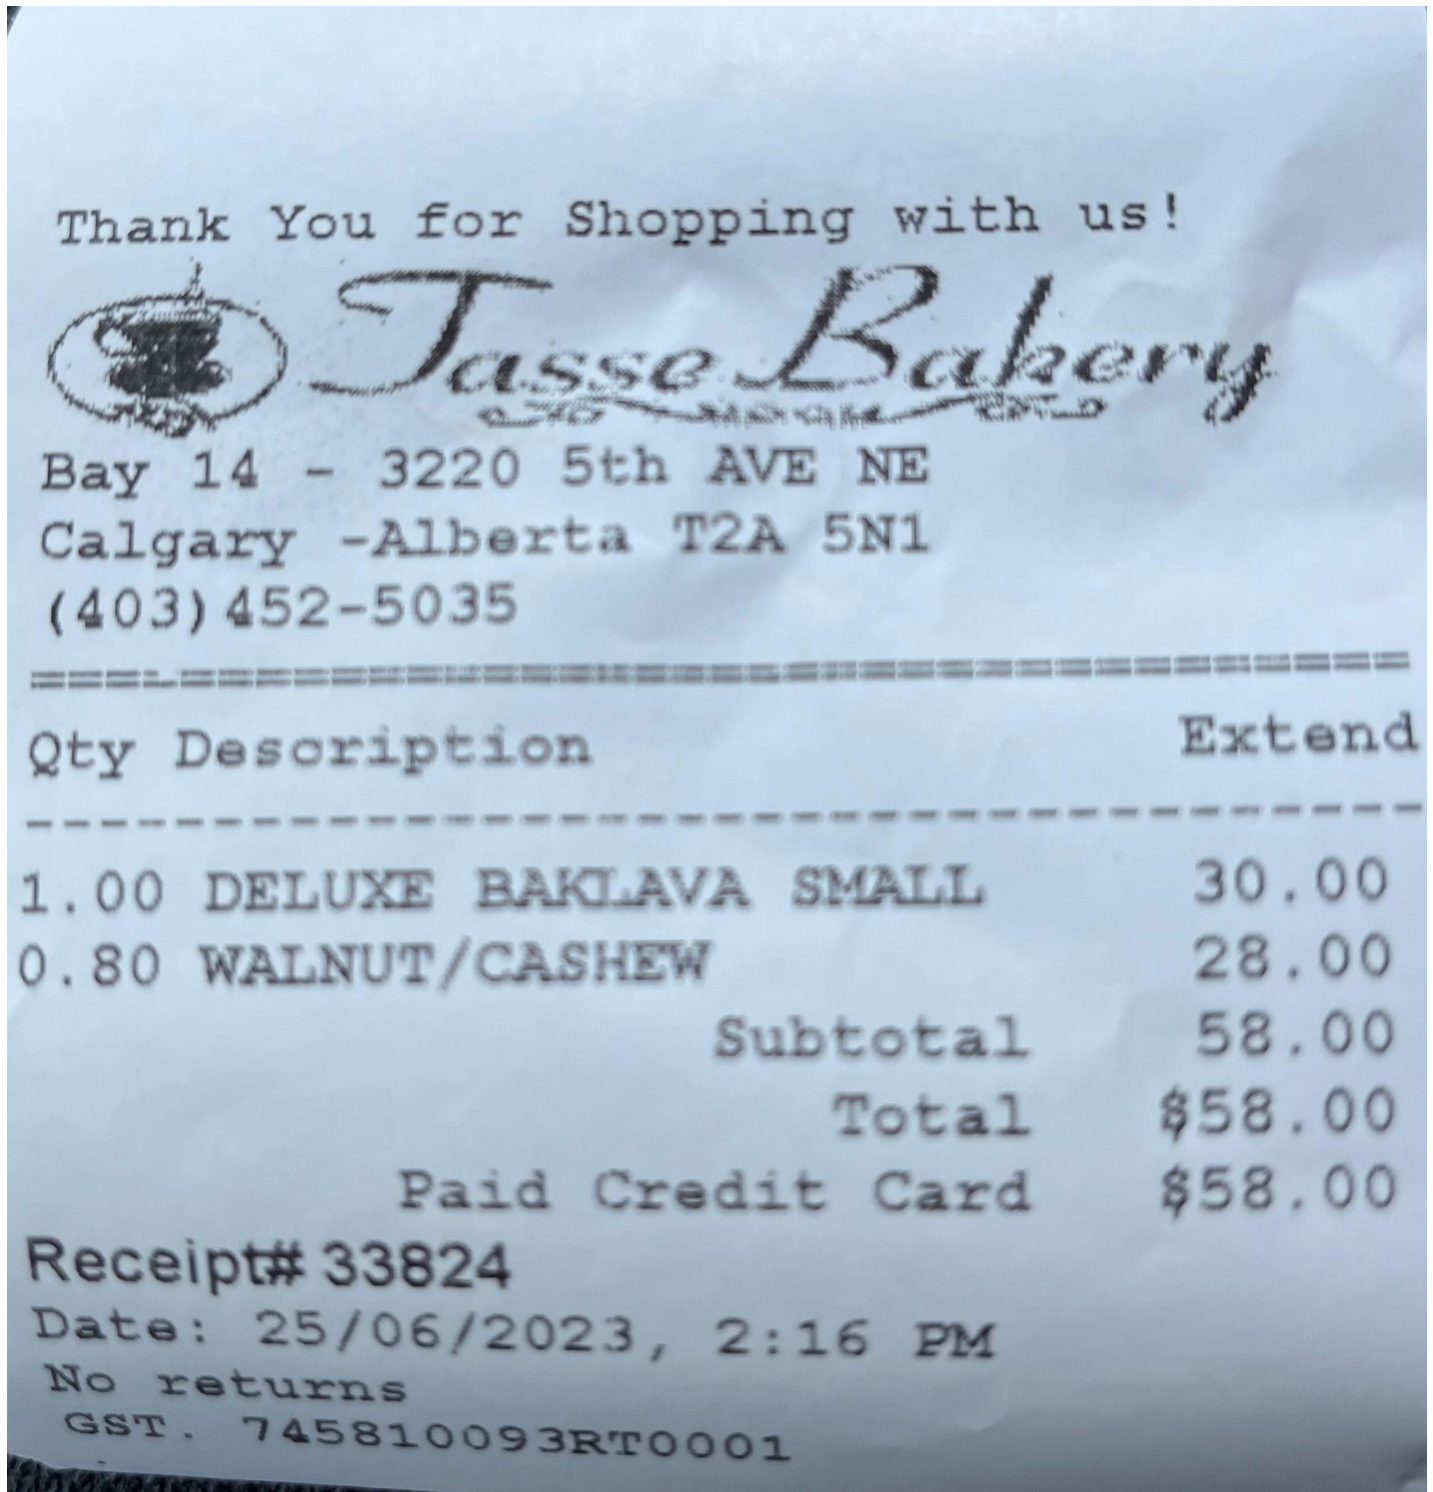 Thank You for Shopping with us!
Tasse Bakery
Bay 14 - 3220 5th AVE NE
Calgary -Alberta T2A 5N1
(403)452-5035
Qty Description Extend
1.00 DELUXE BAKLAVA SMALL 30.00
0.80 WALNUT/CASHEW 28.00
Subtotal 58.00
Total $58.00
Paid Credit Card $58.00
Receipt# 33824
Date: 25/06/2023, 2:16 PM
No returns
GST. 745810093RT0001